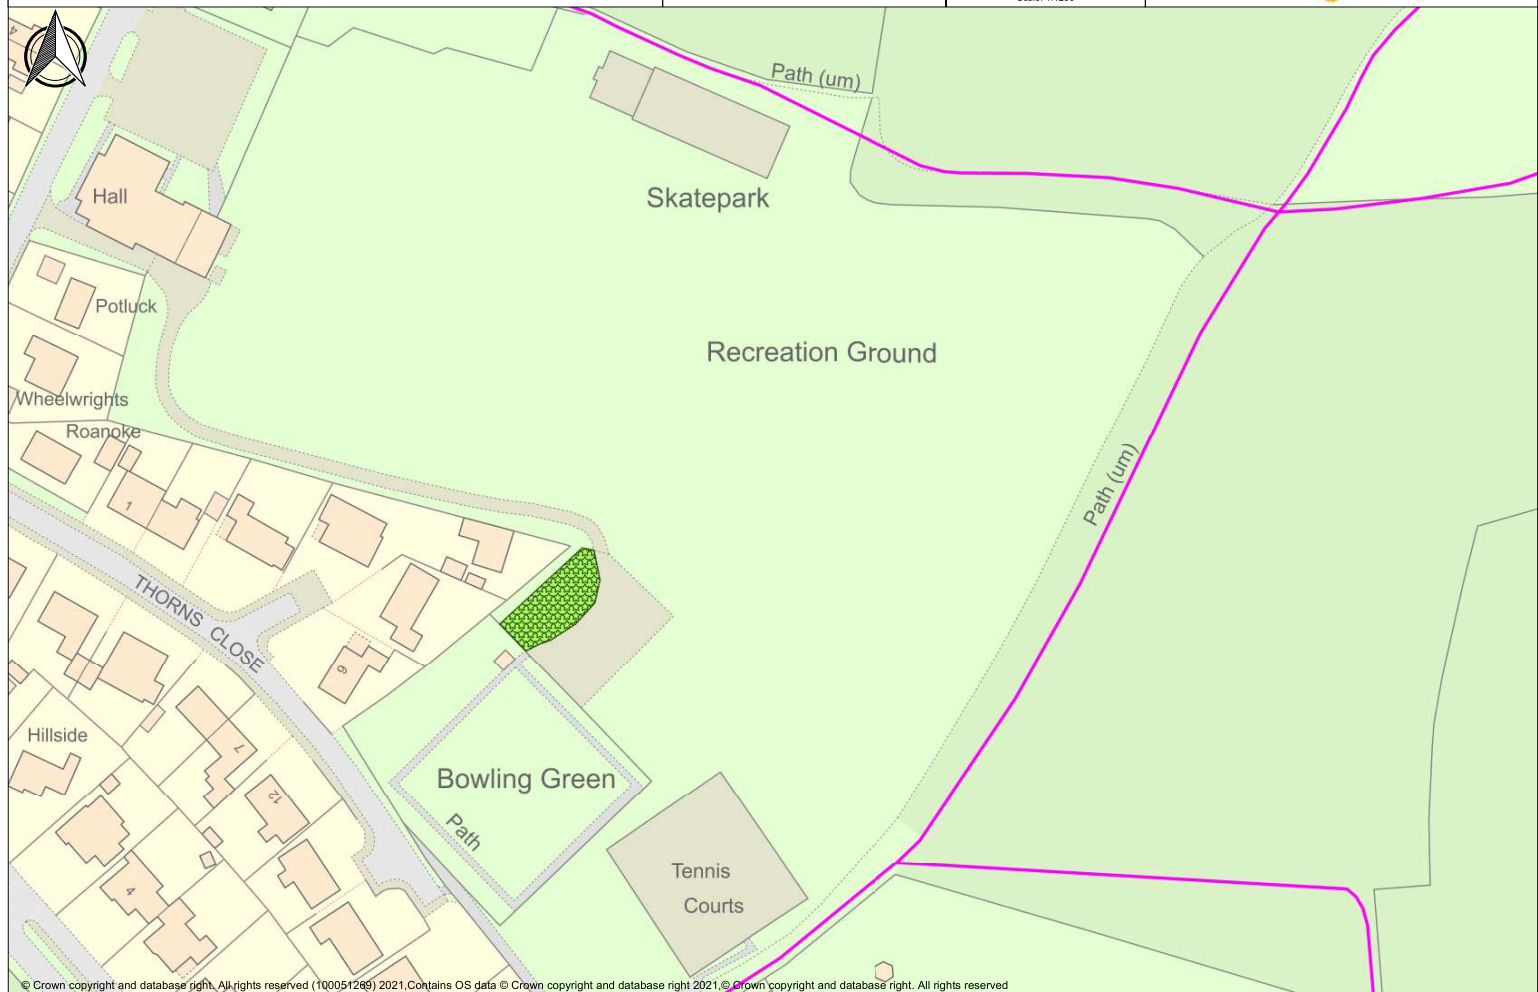 4
Path (um)
Hall
Skatepark
Potluck
Recreation Ground
Wheelwrights
Roanoke
Path (um)
1
THORNS CLOSE
6
Hillside
7
Bowling Green
12
Path
Tennis
Courts
4
© Crown copyright and database right. All rights reserved (100051269) 2021,Contains OS data © Crown copyright and database right 2021,© Crown copyright and database right. All rights reserved